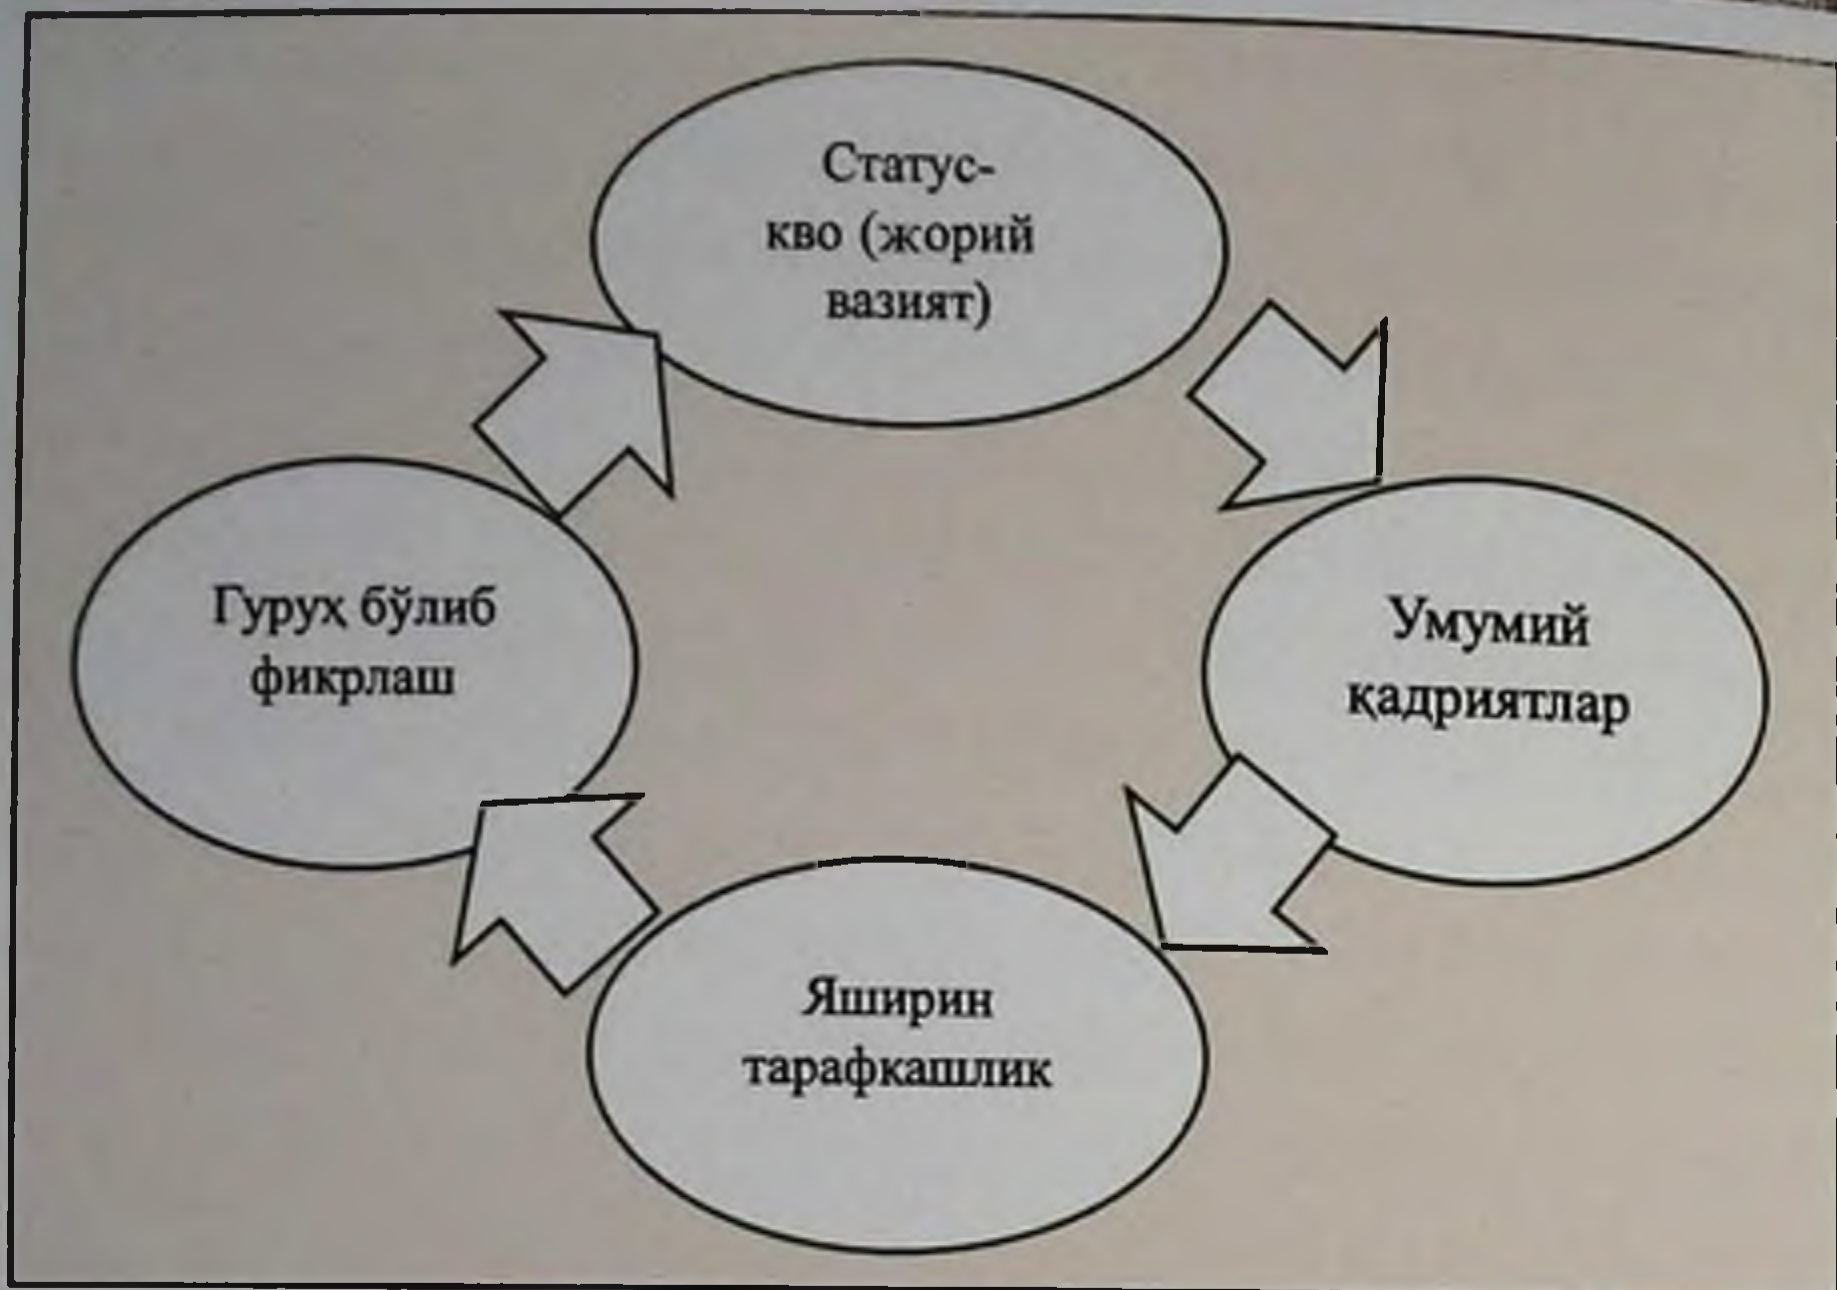 Статус-
кво (жорий
вазият)
Умумий
қадриятлар
Яширин
тарафкашлик
Гуруҳ бўлиб
фикрлаш